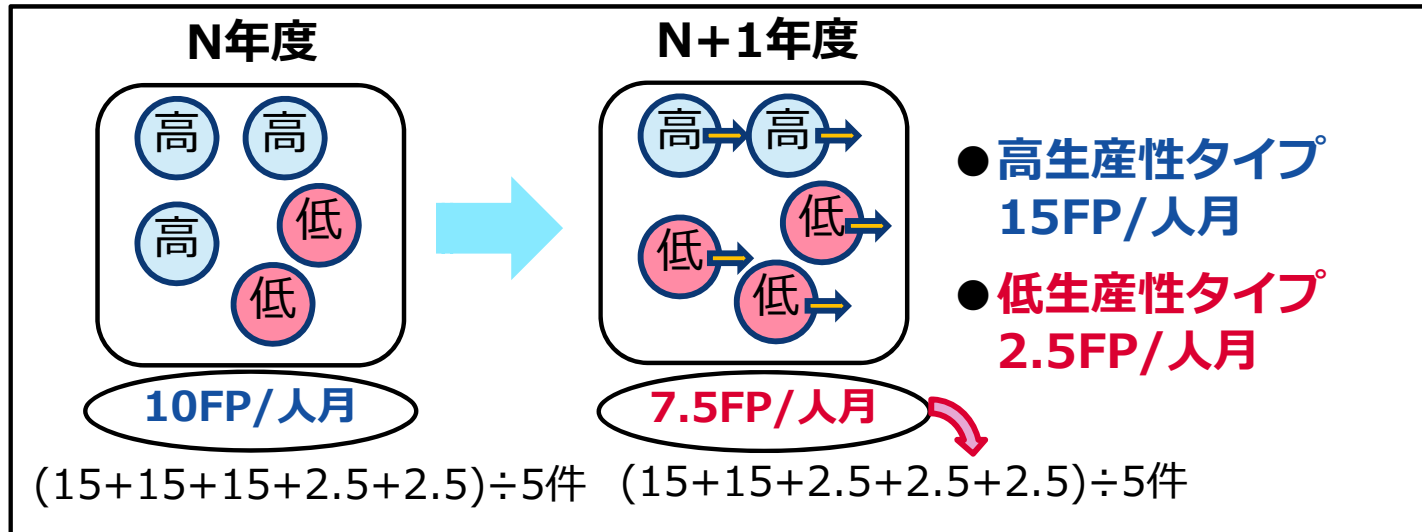 N年度
高
高
高
低
低
10FP/人月
(15+15+15+2.5+2.5)÷5件
N+1年度
高
高
低
低
低
7.5FP/人月
(15+15+2.5+2.5+2.5)÷5件
●高生産性タイプ
15FP/人月
●低生産性タイプ
2.5FP/人月